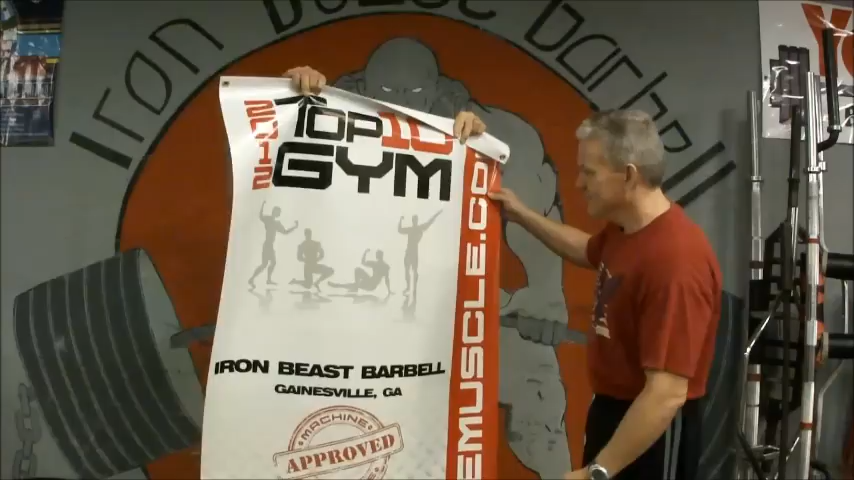 Iron Beast Barbell
2012
TOP 10
GYM
EMUSCLE.CO
IRON BEAST BARBELL
GAINESVILLE, GA
MACHINE
APPROVED